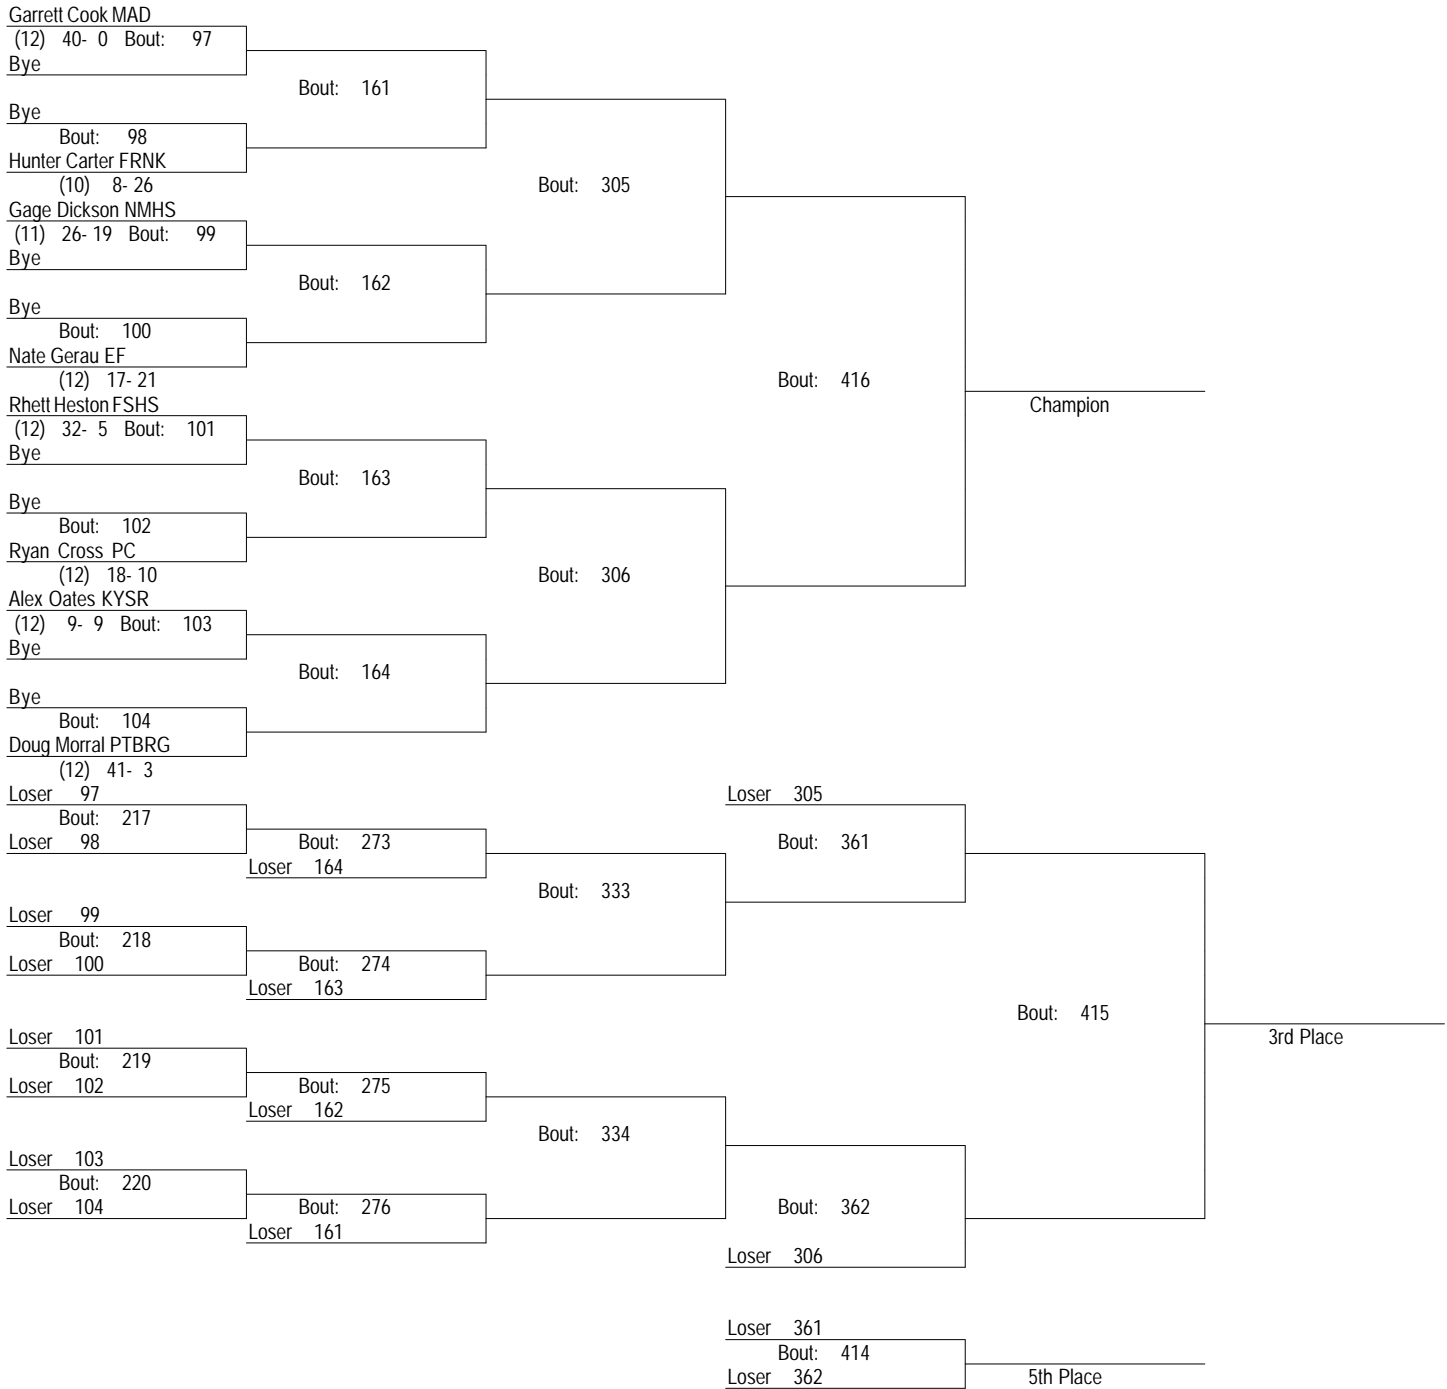 Garrett Cook MAD
(12) 40- 0 Bout: 97
Bye
Bout: 161
Bye
Bout: 98
Hunter Carter FRNK
(10) 8- 26
Bout: 305
Gage Dickson NMHS
(11) 26- 19 Bout: 99
Bye
Bout: 162
Bye
Bout: 100
Nate Gerau EF
(12) 17- 21
Bout: 416
Champion
Rhett Heston FSHS
(12) 32- 5 Bout: 101
Bye
Bout: 163
Bye
Bout: 102
Ryan Cross PC
(12) 18- 10
Bout: 306
Alex Oates KYSR
(12) 9- 9 Bout: 103
Bye
Bout: 164
Bye
Bout: 104
Doug Morral PTBRG
(12) 41- 3
Loser 97
Bout: 217
Loser 98
Bout: 273
Loser 164
Bout: 333
Loser 305
Bout: 361
Loser 99
Bout: 218
Loser 100
Bout: 274
Loser 163
Bout: 415
3rd Place
Loser 101
Bout: 219
Loser 102
Bout: 275
Loser 162
Bout: 334
Loser 103
Bout: 220
Loser 104
Bout: 276
Loser 161
Bout: 362
Loser 306
Loser 361
Bout: 414
Loser 362
5th Place